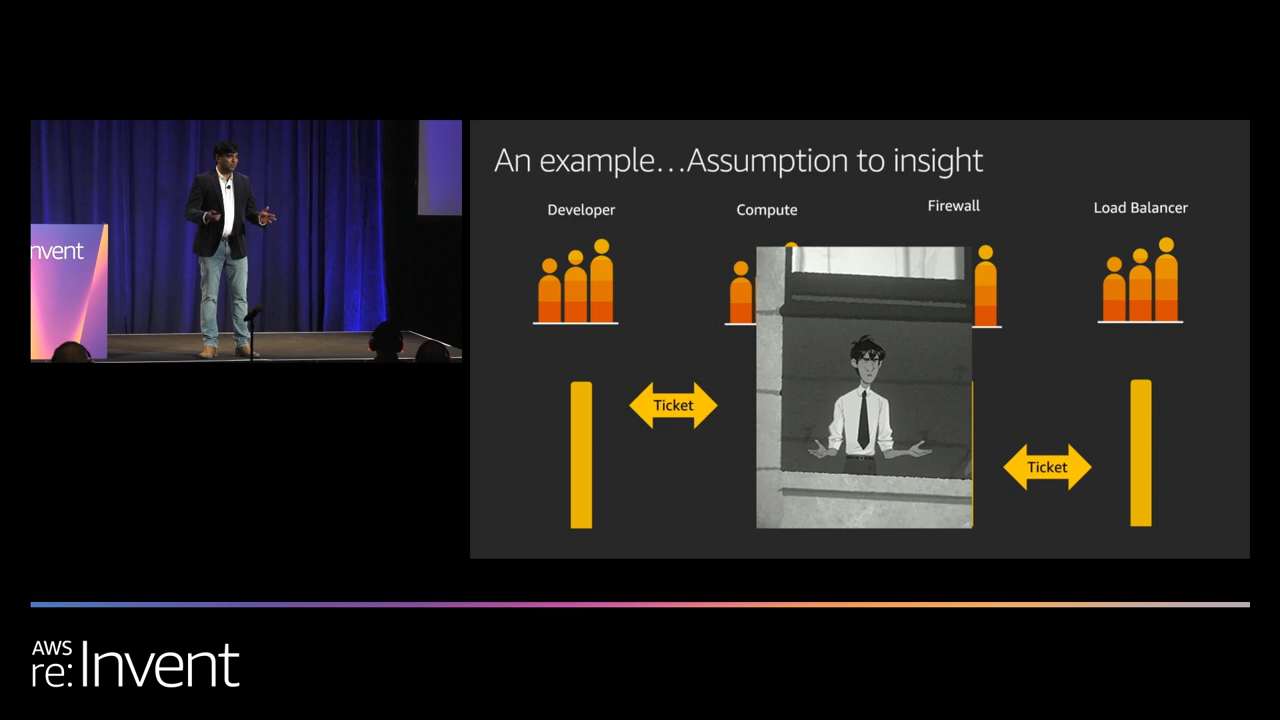 nvent
An example...Assumption to insight
Developer
Compute
Firewall
Load Balancer
Ticket
Ticket
AWS
re:Invent